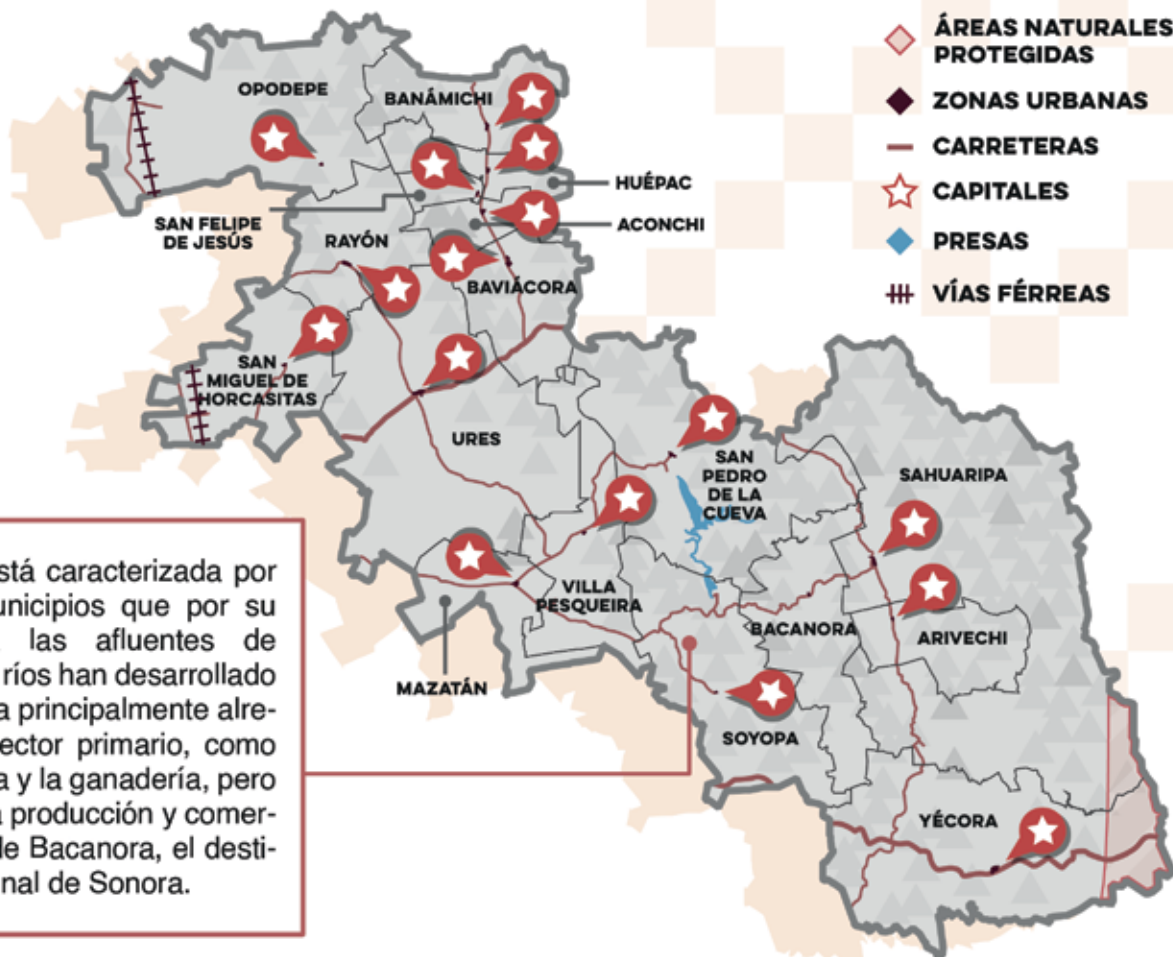 ÁREAS NATURALES
PROTEGIDAS
ZONAS URBANAS
CARRETERAS
CAPITALES
PRESAS
VÍAS FÉRREAS
OPODEPE
BANÁMICHI
HUÉPAC
SAN FELIPE
DE JESÚS
ACONCHI
RAYÓN
BAVIÁCORA
SAN
MIGUEL DE
HORCASITAS
URES
SAN
PEDRO
DE LA
CUEVA
SAHUARIPA
VILLA
PESQUEIRA
BACANORA
ARIVECHI
MAZATÁN
SOYOPA
YÉCORA
está caracterizada por
unicipios que por su
las afluentes de
ríos han desarrollado
a principalmente alre-
ector primario, como
a y la ganadería, pero
a producción y comer-
de Bacanora, el desti-
nal de Sonora.